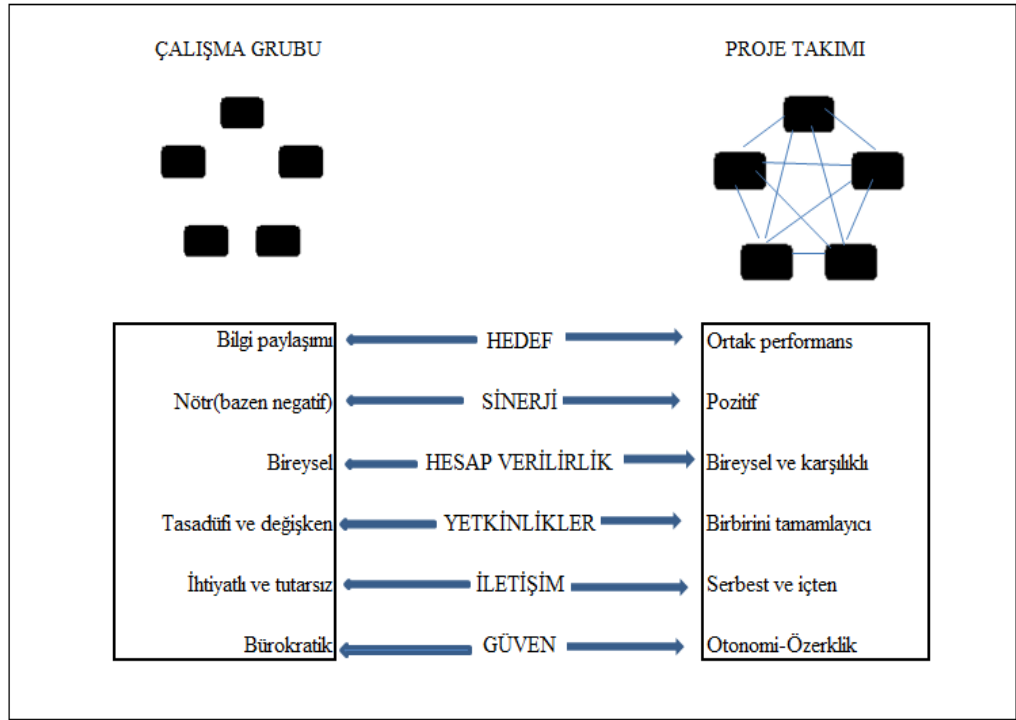 ÇALIŞMA GRUBU
PROJE TAKIMI
Bilgi paylaşımı HEDEF Ortak performans
Nötr(bazen negatif) SİNERJİ Pozitif
Bireysel HESAP VERİLİRLİK Bireysel ve karşılıklı
Tasadüfi ve değişken YETKİNLİKLER Birbirini tamamlayıcı
İhtiyatlı ve tutarsız İLETİŞİM Serbest ve içten
Bürokratik GÜVEN Otonomi-Özerklik